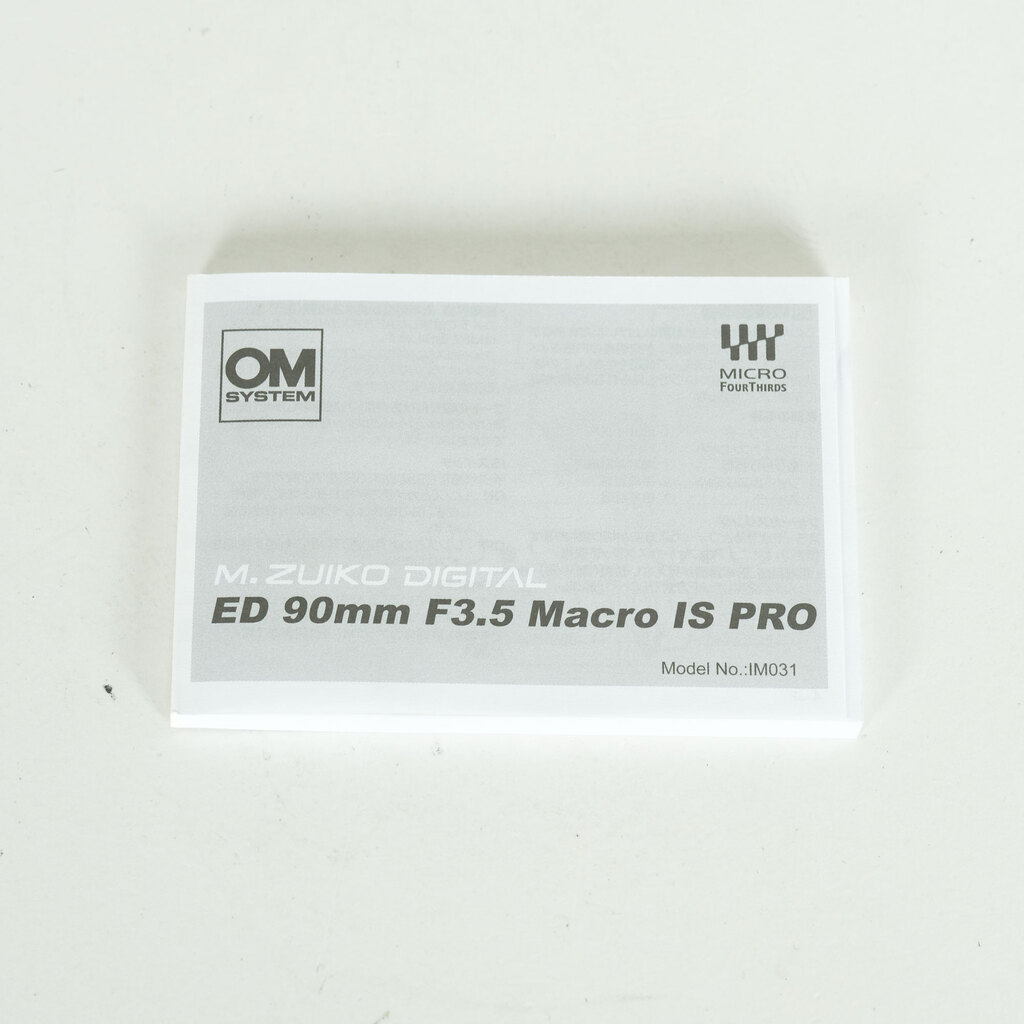 OM
SYSTEM
MICRO
FOURTHIRDS
M. ZUIKO DIGITAL
ED 90mm F3.5 Macro IS PRO
Model No.:IM031